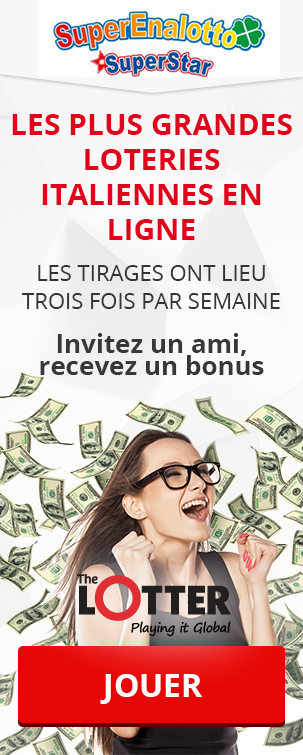 SuperEnalotto
SuperStar
LES PLUS GRANDES
LOTERIES
ITALIENNES EN
LIGNE
LES TIRAGES ONT LIEU
TROIS FOIS PAR SEMAINE
Invitez un ami,
recevez un bonus
The
LOTTER
Playing it Global
JOUER